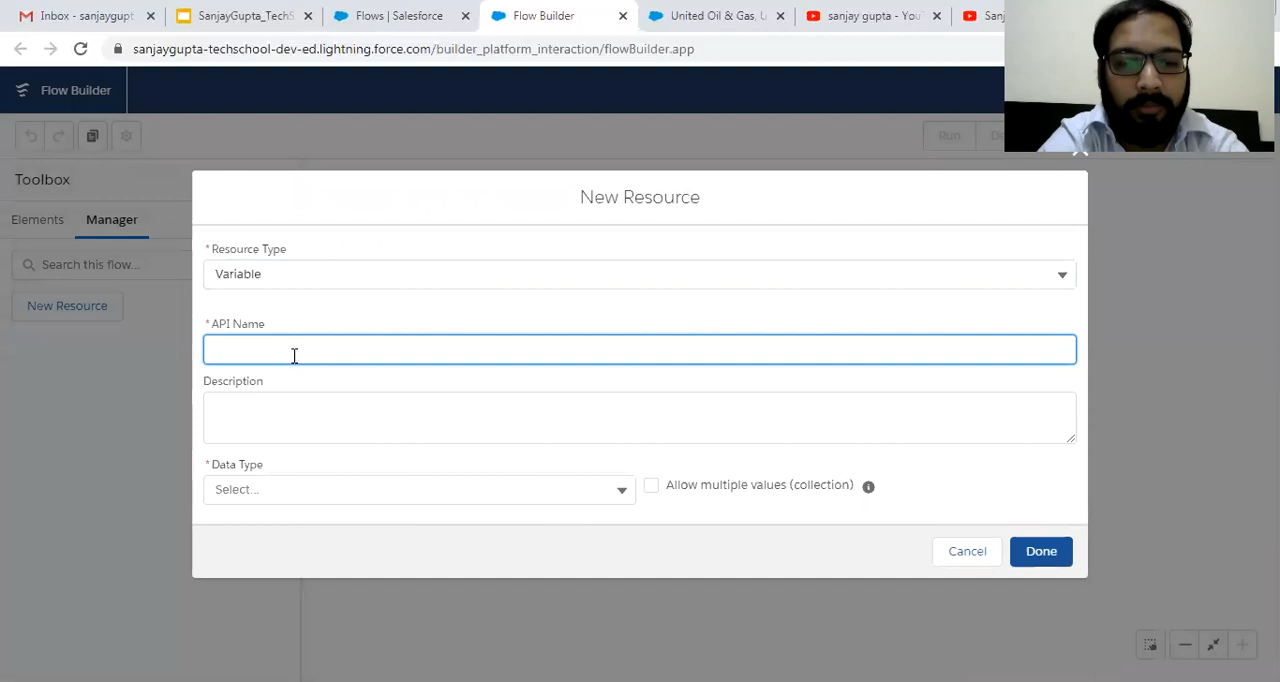 Inbox - sanjaygupt
SanjayGupta_TechS
Flows | Salesforce
Flow Builder
United Oil & Gas, U
sanjay gupta - You
San
sanjaygupta-techschool-dev-ed.lightning.force.com/builder_platform_interaction/flowBuilder.app
Flow Builder
Run
Toolbox
New Resource
Elements
Manager
* Resource Type
Search this flow...
Variable
New Resource
* API Name
Description
* Data Type
Select...
Allow multiple values (collection)
Cancel
Done